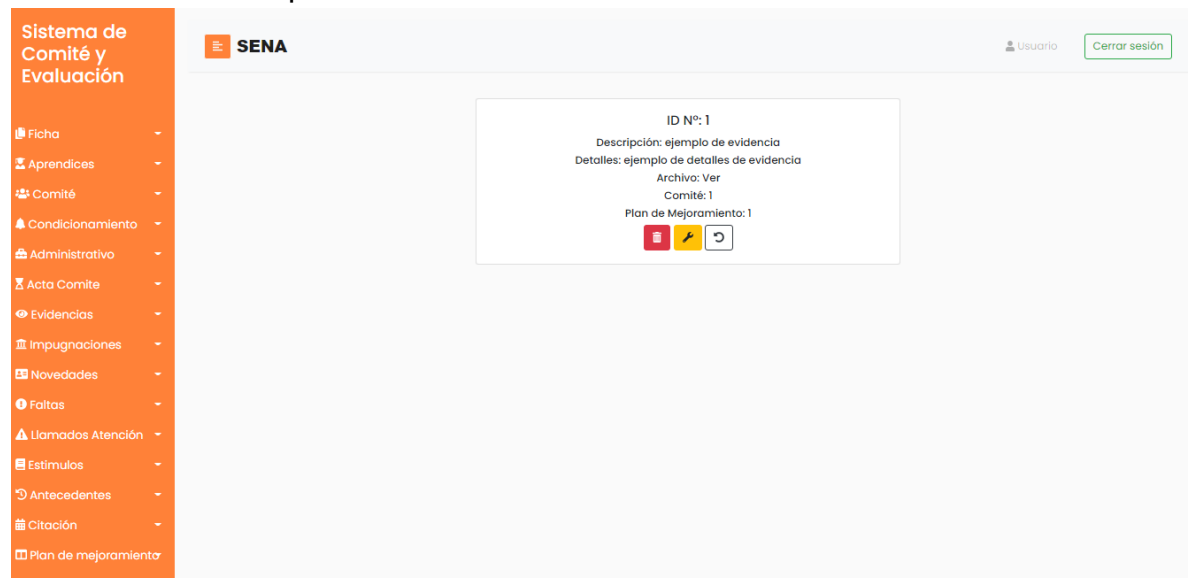 Sistema de
Comité y
Evaluación
SENA
Usuario
Cerrar sesión
Ficha
Aprendices
Comité
Condicionamiento
Administrativo
Acta Comite
Evidencias
Impugnaciones
Novedades
Faltas
Llamados Atención
Estimulos
Antecedentes
Citación
Plan de mejoramiento
ID Nº: 1
Descripción: ejemplo de evidencia
Detalles: ejemplo de detalles de evidencia
Archivo: Ver
Comité: 1
Plan de Mejoramiento: 1